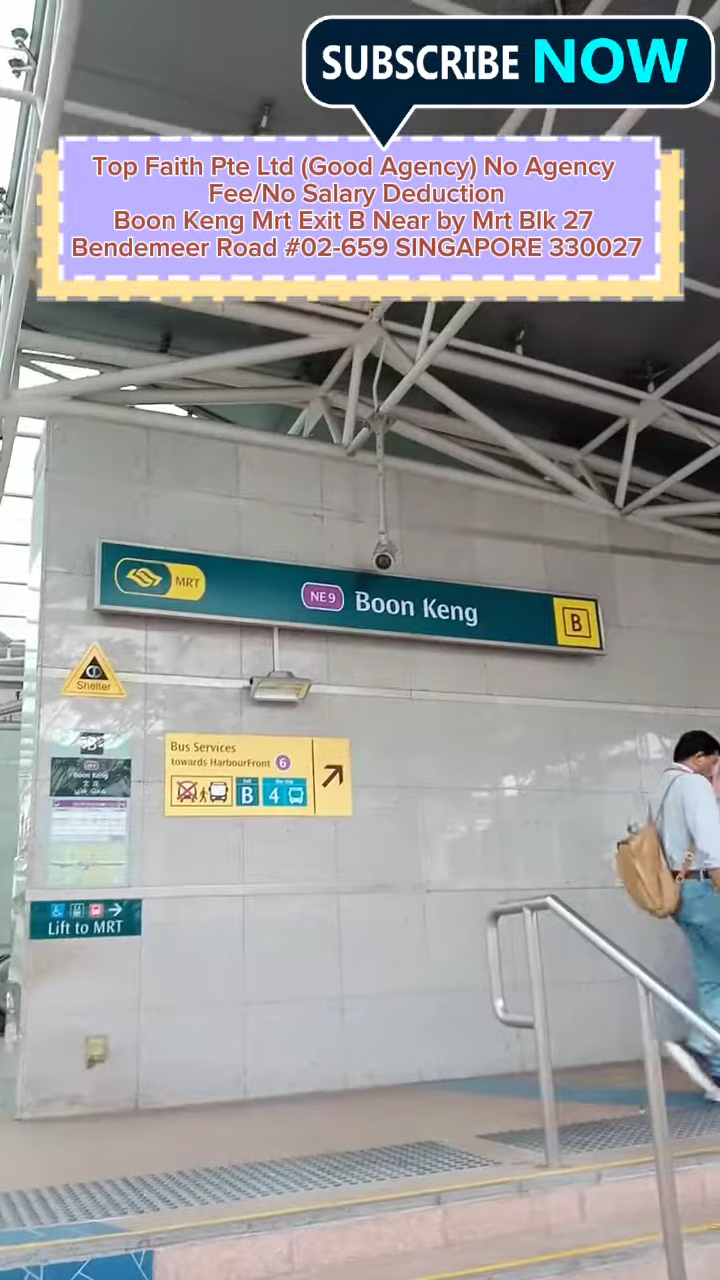 SUBSCRIBE NOW
Top Faith Pte Ltd (Good Agency) No Agency
Fee/No Salary Deduction
Boon Keng Mrt Exit B Near by Mrt Blk 27
Bendemeer Road #02-659 SINGAPORE 330027
MRT
NE9 Boon Keng
B
Shelter
Bus Services
towards HarbourFront 6
B 4
B
Boon Keng
Lift to MRT